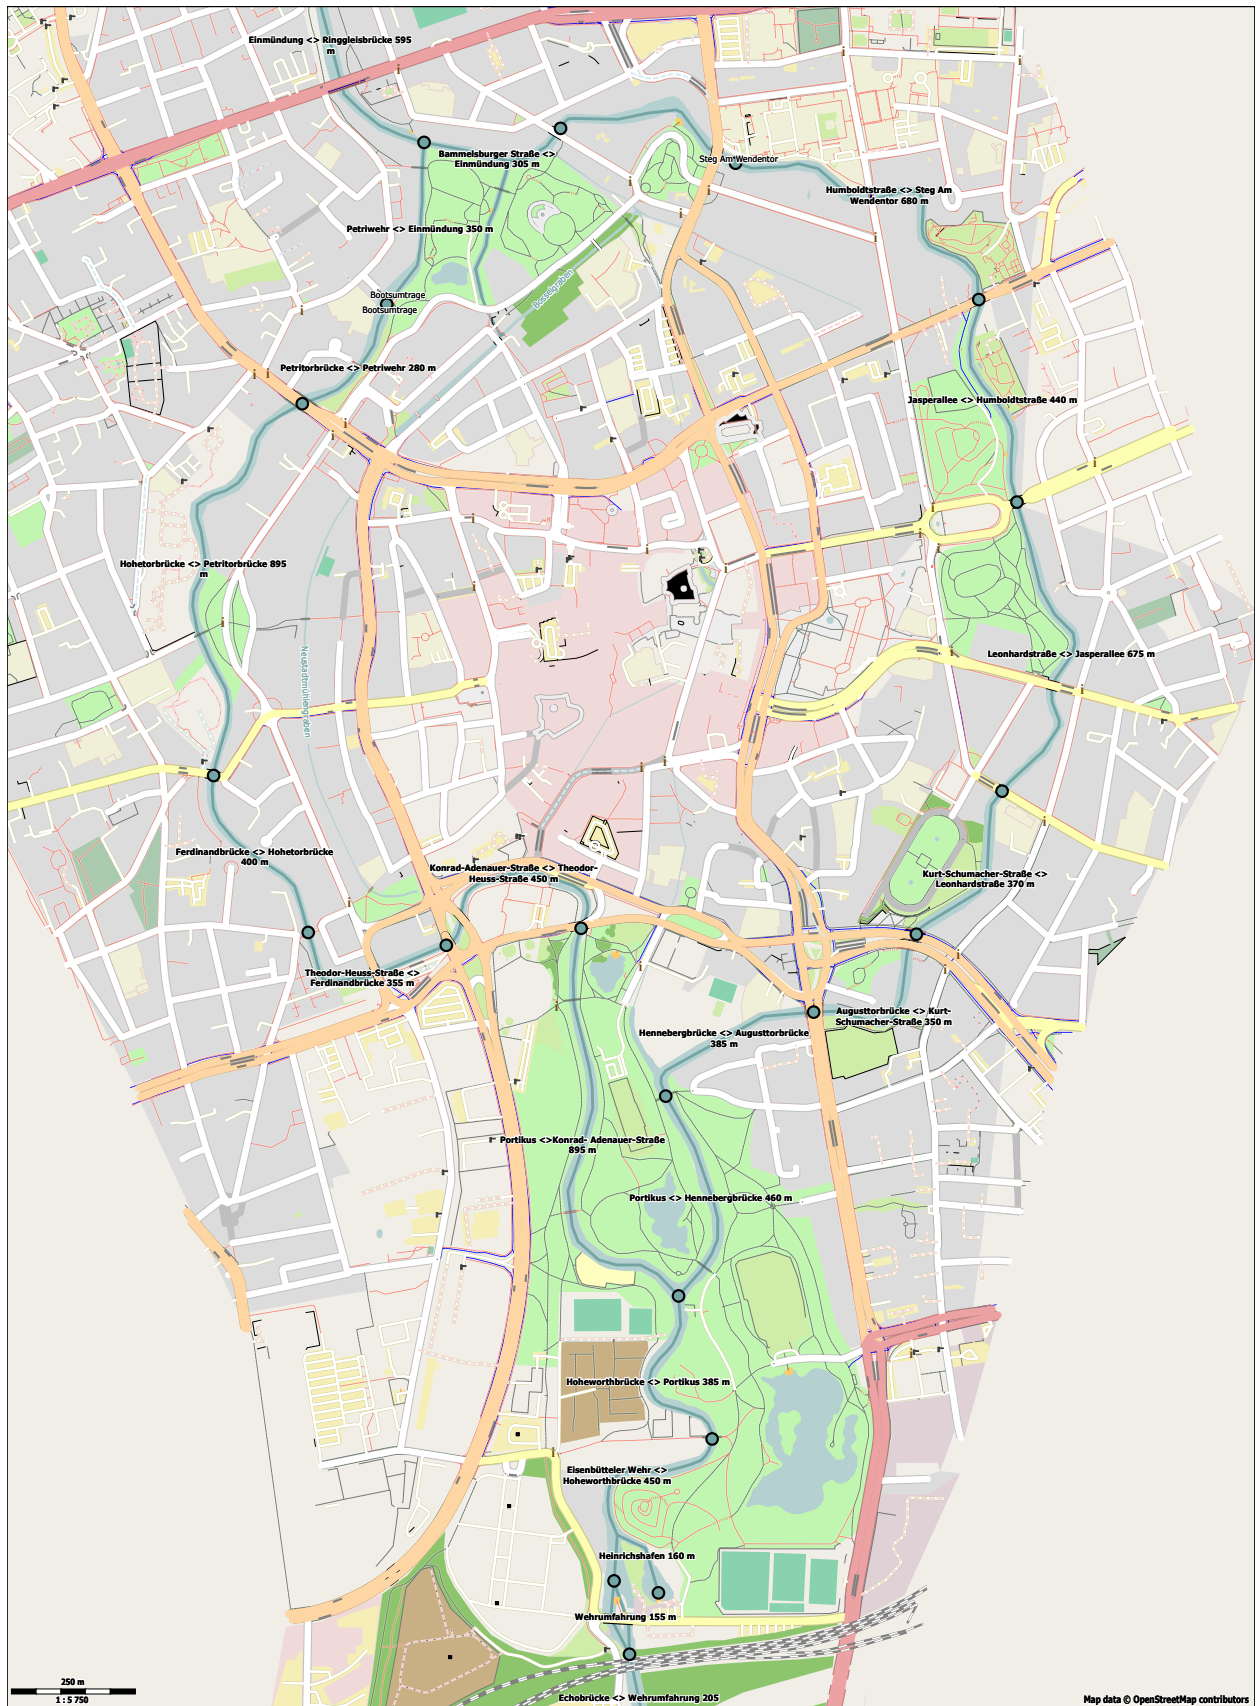 Einmündung <> Ringgleisbrücke 595
m
Bammelsburger Straße <>
Einmündung 305 m
Steg Am Wendentor
Humboldtstraße <> Steg Am
Wendentor 680 m
Petriwehr <> Einmündung 350 m
Bosselgraben
Bootsumtrage
Bootsumtrage
Petritorbrücke <> Petriwehr 280 m
Jasperallee <> Humboldtstraße 440 m
Hohetorbrücke <> Petritorbrücke 895
m
Neustadtmühlengraben
Leonhardstraße <> Jasperallee 675 m
Ferdinandbrücke <> Hohetorbrücke
400 m
Konrad-Adenauer-Straße <> Theodor-
Heuss-Straße 450 m
Kurt-Schumacher-Straße <>
Leonhardstraße 370 m
Theodor-Heuss-Straße <>
Ferdinandbrücke 355 m
Augusttorbrücke <> Kurt-
Schumacher-Straße 350 m
Hennebergbrücke <> Augusttorbrücke
385 m
Portikus <>Konrad- Adenauer-Straße
895 m
Portikus <> Hennebergbrücke 460 m
Hoheworthbrücke <> Portikus 385 m
Eisenbütteler Wehr <>
Hoheworthbrücke 450 m
Heinrichshafen 160 m
Wehrumfahrung 155 m
Echobrücke <> Wehrumfahrung 205
250 m
1 : 5 750
Map data © OpenStreetMap contributors